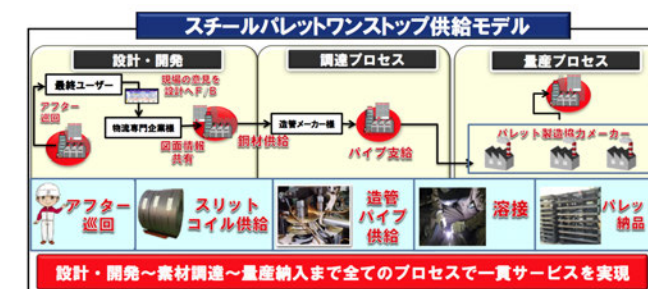 スチールパレットワンストップ供給モデル
設計・開発
調達プロセス
量産プロセス
最終ユーザー
現場の意見を
設計へF/B
アフター
巡回
物流専門企業様
図面情報
共有
鋼材供給
造管メーカー様
パイプ支給
パレット製造協力メーカー
アフター
巡回
スリット
コイル供給
造管
パイプ
供給
溶接
パレット
納品
設計・開発～素材調達～量産納入まで全てのプロセスで一貫サービスを実現